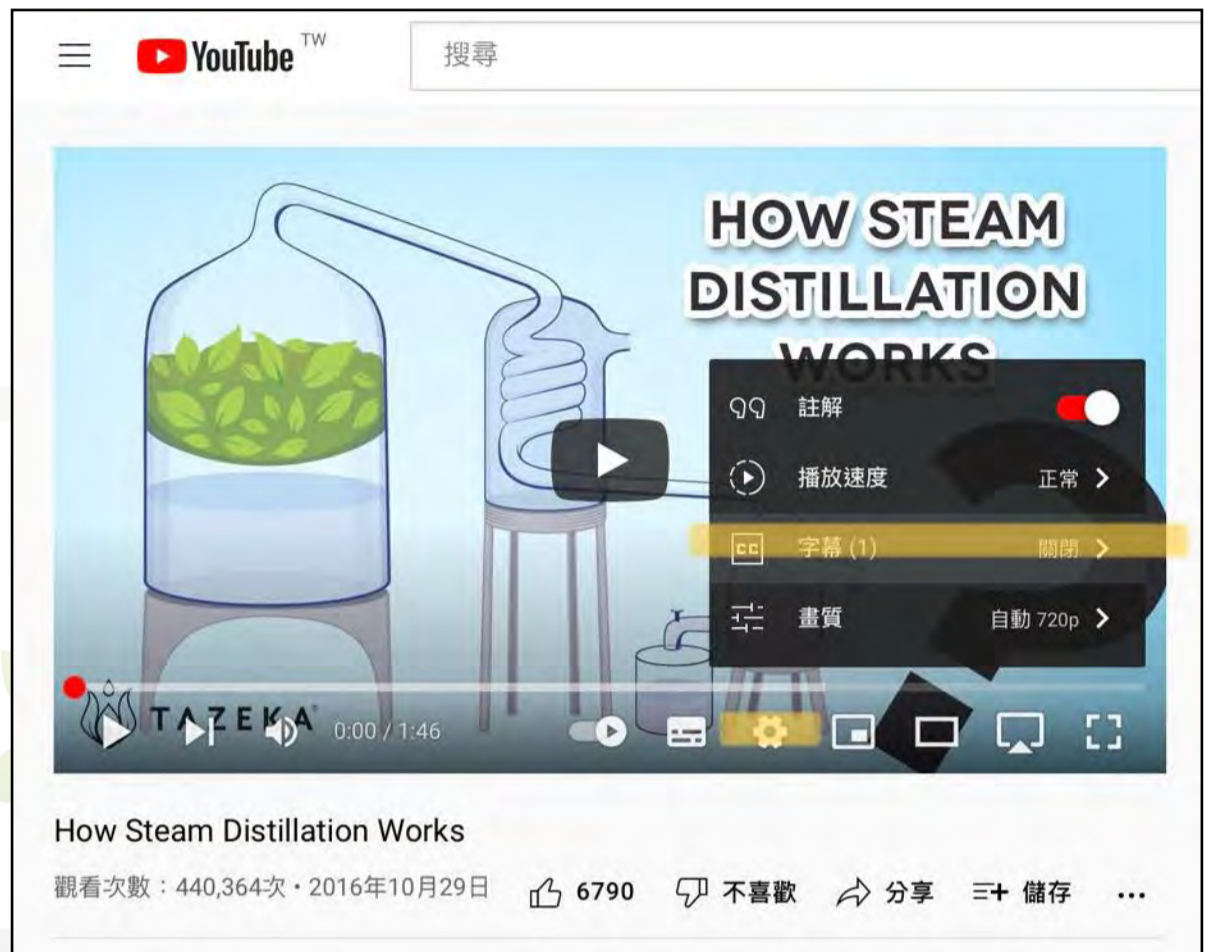 YouTube TW
搜尋
HOW STEAM
DISTILLATION
WORKS
註解
播放速度 正常
CC 字幕 (1) 關閉
畫質 自動 720p
TAZEKA
0:00 / 1:46
How Steam Distillation Works
觀看次數：440,364次・2016年10月29日 6790 不喜歡 分享 儲存 ...